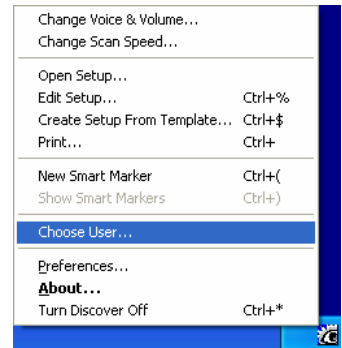 Change Voice & Volume...
Change Scan Speed...
Open Setup...
Edit Setup... Ctrl+%
Create Setup From Template... Ctrl+$
Print... Ctrl+
New Smart Marker Ctrl+(
Show Smart Markers Ctrl+)
Choose User...
Preferences...
About...
Turn Discover Off Ctrl+*